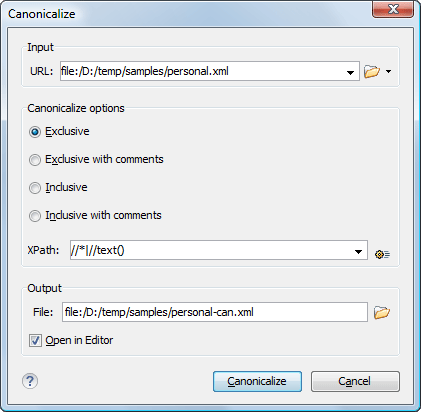 Canonicalize
Input
URL: file:/D:/temp/samples/personal.xml
Canonicalize options
Exclusive
Exclusive with comments
Inclusive
Inclusive with comments
XPath: //*|//text()
Output
File: file:/D:/temp/samples/personal-can.xml
Open in Editor
? Canonicalize Cancel